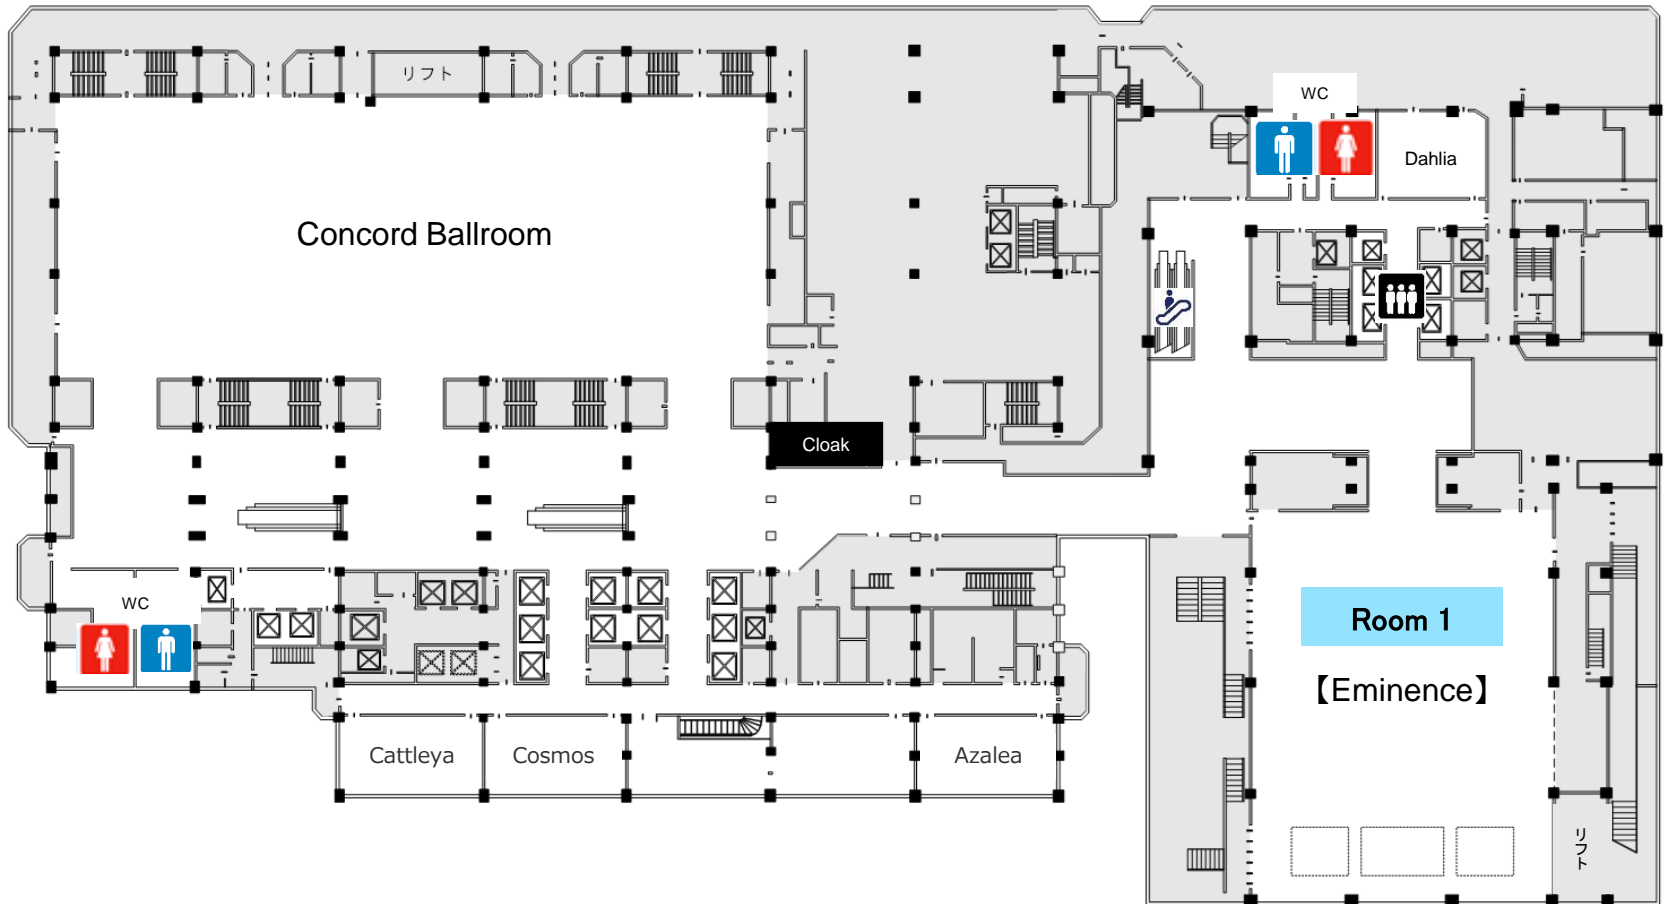 リフト
WC
Dahlia
Concord Ballroom
Cloak
WC
Room 1
【Eminence】
Cattleya
Cosmos
Azalea
リフト